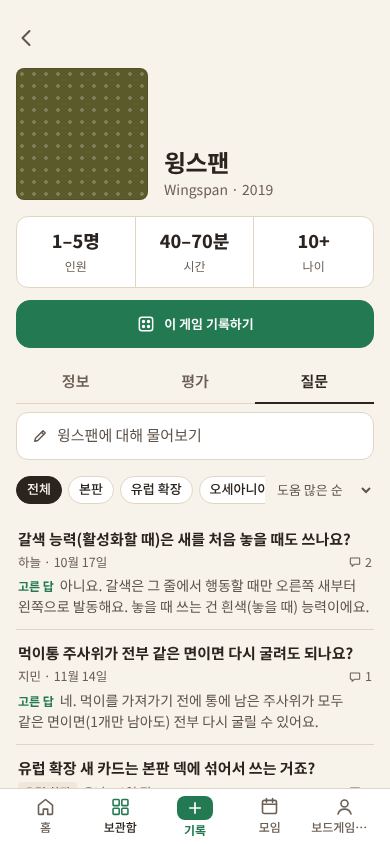 윙스팬
Wingspan · 2019
1–5명
인원
40–70분
시간
10+
나이
이 게임 기록하기
정보
평가
질문
윙스팬에 대해 물어보기
전체
본판
유럽 확장
오세아니아
도움 많은 순
갈색 능력(활성화할 때)은 새를 처음 놓을 때도 쓰나요?
하늘 · 10월 17일
2
고른 답 아니요. 갈색은 그 줄에서 행동할 때만 오른쪽 새부터
왼쪽으로 발동해요. 놓을 때 쓰는 건 흰색(놓을 때) 능력이에요.
먹이통 주사위가 전부 같은 면이면 다시 굴려도 되나요?
지민 · 11월 14일
1
고른 답 네. 먹이를 가져가기 전에 통에 남은 주사위가 모두
같은 면이면(1개만 남아도) 전부 다시 굴릴 수 있어요.
유럽 확장 새 카드는 본판 덱에 섞어서 쓰는 거죠?
홈
보관함
기록
모임
보드게임…